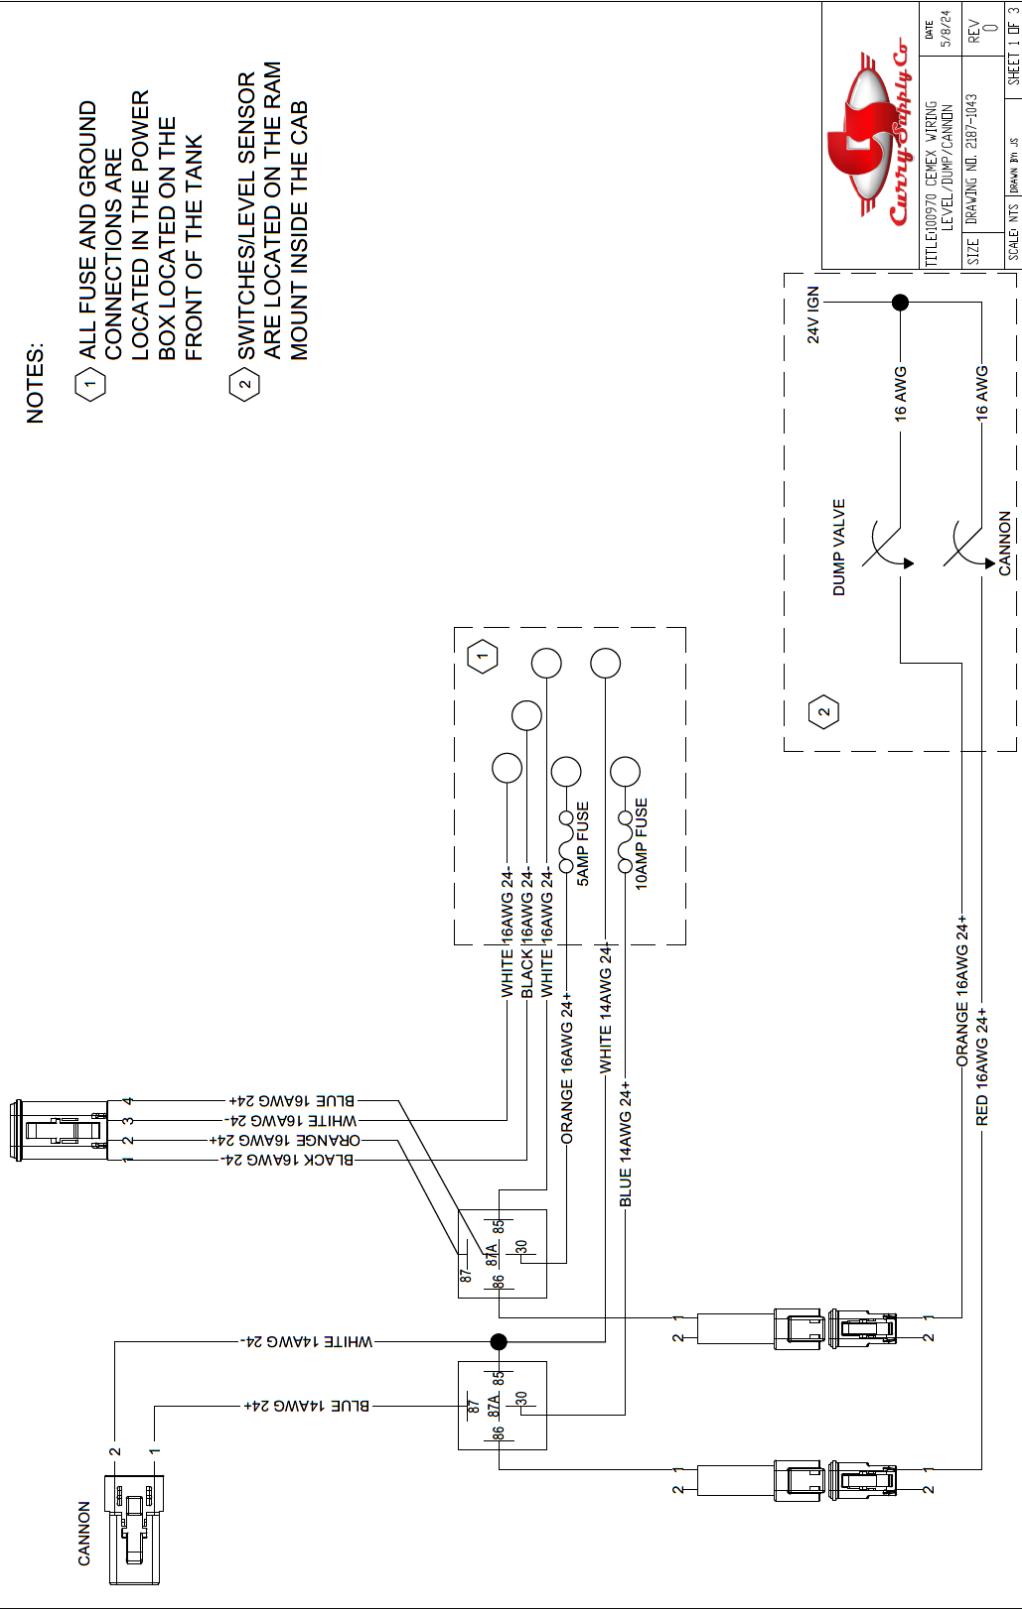 NOTES:
1
ALL FUSE AND GROUND
CONNECTIONS ARE
LOCATED IN THE POWER
BOX LOCATED ON THE
FRONT OF THE TANK
2
SWITCHES/LEVEL SENSOR
ARE LOCATED ON THE RAM
MOUNT INSIDE THE CAB
1
2
3
4
BLACK 16AWG 24-
ORANGE 16AWG 24+
WHITE 16AWG 24-
BLUE 16AWG 24+
CANNON
2
1
WHITE 14AWG 24-
BLUE 14AWG 24+
87
87A
86
85
30
87
87A
86
85
30
WHITE 16AWG 24-
BLACK 16AWG 24-
WHITE 16AWG 24-
ORANGE 16AWG 24+
WHITE 14AWG 24-
BLUE 14AWG 24+
1
5AMP FUSE
10AMP FUSE
2
1
2
1
2
1
2
1
ORANGE 16AWG 24+
RED 16AWG 24+
2
DUMP VALVE
CANNON
16 AWG
16 AWG
24V IGN
Curry Supply Co
TITLE:100970 CEMEX WIRING
LEVEL/DUMP/CANNON
DATE
5/8/24
SIZE
DRAWING NO. 2187-1043
REV
0
SCALE: NTS
DRAWN BY: JS
SHEET 1 OF 3